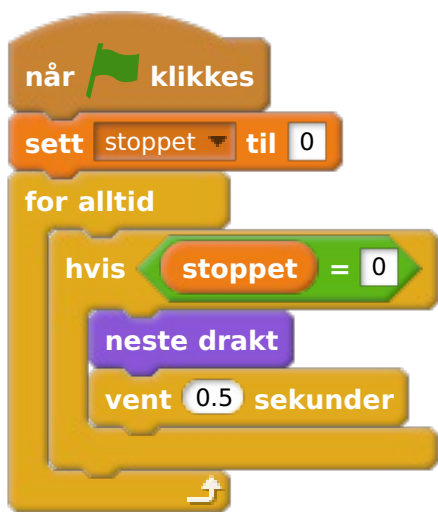 når klikkes
sett stoppet til 0
for alltid
hvis stoppet = 0
neste drakt
vent 0.5 sekunder